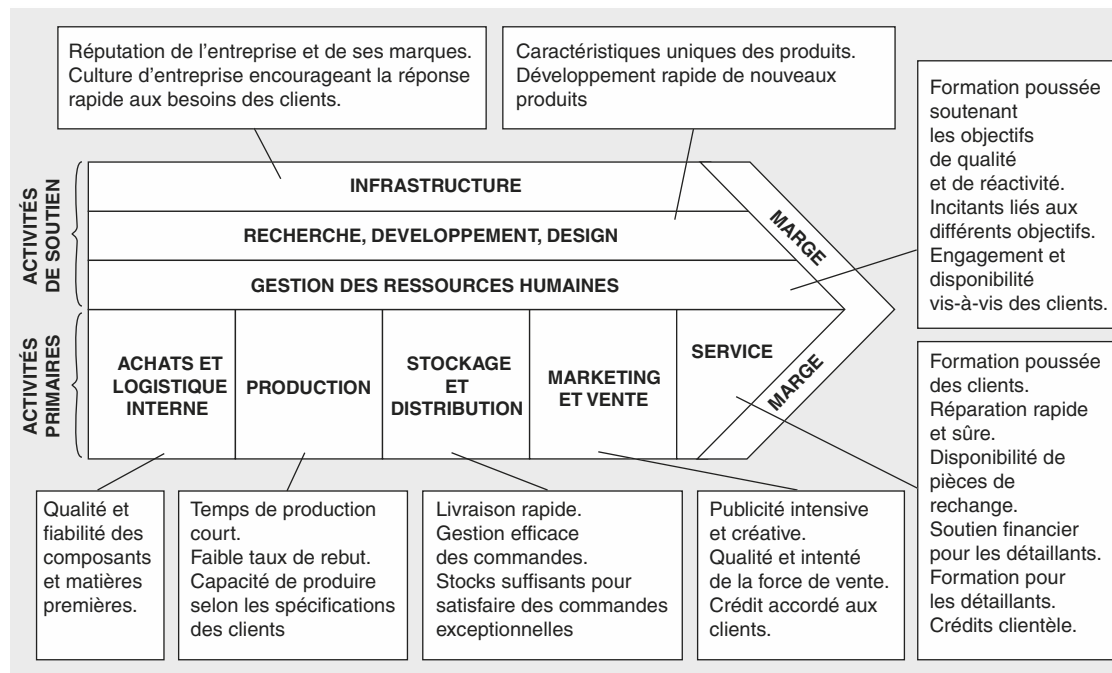 Réputation de l'entreprise et de ses marques.
Culture d'entreprise encourageant la réponse
rapide aux besoins des clients.
Caractéristiques uniques des produits.
Développement rapide de nouveaux
produits
Formation poussée
soutenant
les objectifs
de qualité
et de réactivité.
Incitants liés aux
différents objectifs.
Engagement et
disponibilité
vis-à-vis des clients.
ACTIVITÉS
DE SOUTIEN
INFRASTRUCTURE
RECHERCHE, DEVELOPPEMENT, DESIGN
GESTION DES RESSOURCES HUMAINES
MARGE
ACTIVITÉS
PRIMAIRES
ACHATS ET
LOGISTIQUE
INTERNE
PRODUCTION
STOCKAGE
ET
DISTRIBUTION
MARKETING
ET VENTE
SERVICE
MARGE
Formation poussée
des clients.
Réparation rapide
et sûre.
Disponibilité de
pièces de
rechange.
Soutien financier
pour les détaillants.
Formation pour
les détaillants.
Crédits clientèle.
Qualité et
fiabilité des
composants
et matières
premières.
Temps de production
court.
Faible taux de rebut.
Capacité de produire
selon les spécifications
des clients
Livraison rapide.
Gestion efficace
des commandes.
Stocks suffisants pour
satisfaire des commandes
exceptionnelles
Publicité intensive
et créative.
Qualité et intenté
de la force de vente.
Crédit accordé aux
clients.